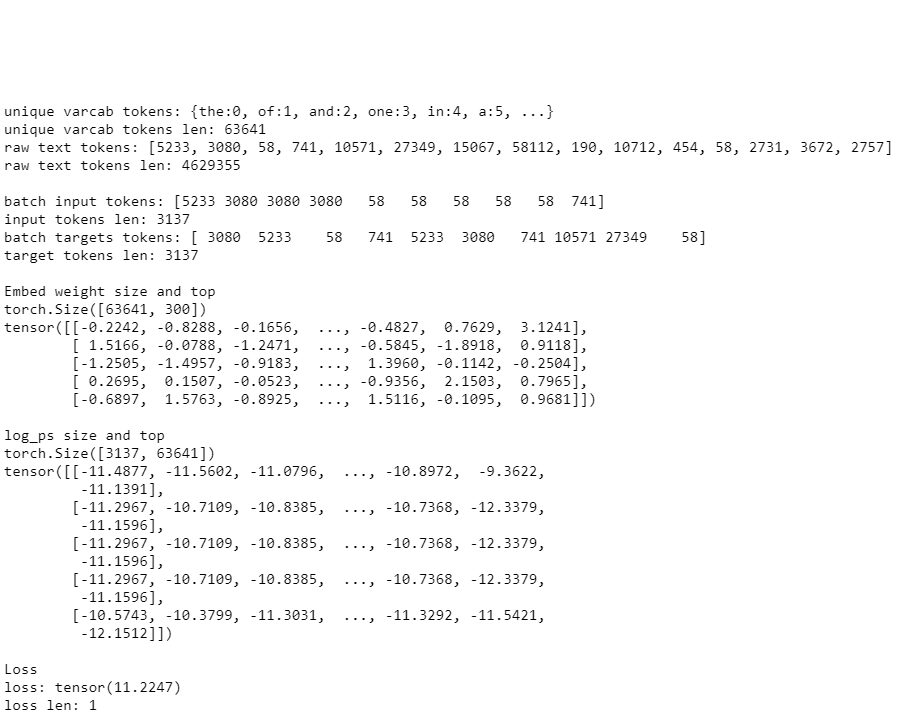 unique varcab tokens: {the:0, of:1, and:2, one:3, in:4, a:5, ...}
unique varcab tokens len: 63641
raw text tokens: [5233, 3080, 58, 741, 10571, 27349, 15067, 58112, 190, 10712, 454, 58, 2731, 3672, 2757]
raw text tokens len: 4629355
batch input tokens: [5233 3080 3080 3080   58   58   58   58   58  741]
input tokens len: 3137
batch targets tokens: [ 3080  5233    58   741  5233  3080   741 10571 27349    58]
target tokens len: 3137
Embed weight size and top
torch.Size([63641, 300])
tensor([[-0.2242, -0.8288, -0.1656,  ..., -0.4827,  0.7629,  3.1241],
        [ 1.5166, -0.0788, -1.2471,  ..., -0.5845, -1.8918,  0.9118],
        [-1.2505, -1.4957, -0.9183,  ...,  1.3960, -0.1142, -0.2504],
        [ 0.2695,  0.1507, -0.0523,  ..., -0.9356,  2.1503,  0.7965],
        [-0.6897,  1.5763, -0.8925,  ...,  1.5116, -0.1095,  0.9681]])
log_ps size and top
torch.Size([3137, 63641])
tensor([[-11.4877, -11.5602, -11.0796,  ..., -10.8972,  -9.3622,
         -11.1391],
        [-11.2967, -10.7109, -10.8385,  ..., -10.7368, -12.3379,
         -11.1596],
        [-11.2967, -10.7109, -10.8385,  ..., -10.7368, -12.3379,
         -11.1596],
        [-11.2967, -10.7109, -10.8385,  ..., -10.7368, -12.3379,
         -11.1596],
        [-10.5743, -10.3799, -11.3031,  ..., -11.3292, -11.5421,
         -12.1512]])
Loss
loss: tensor(11.2247)
loss len: 1